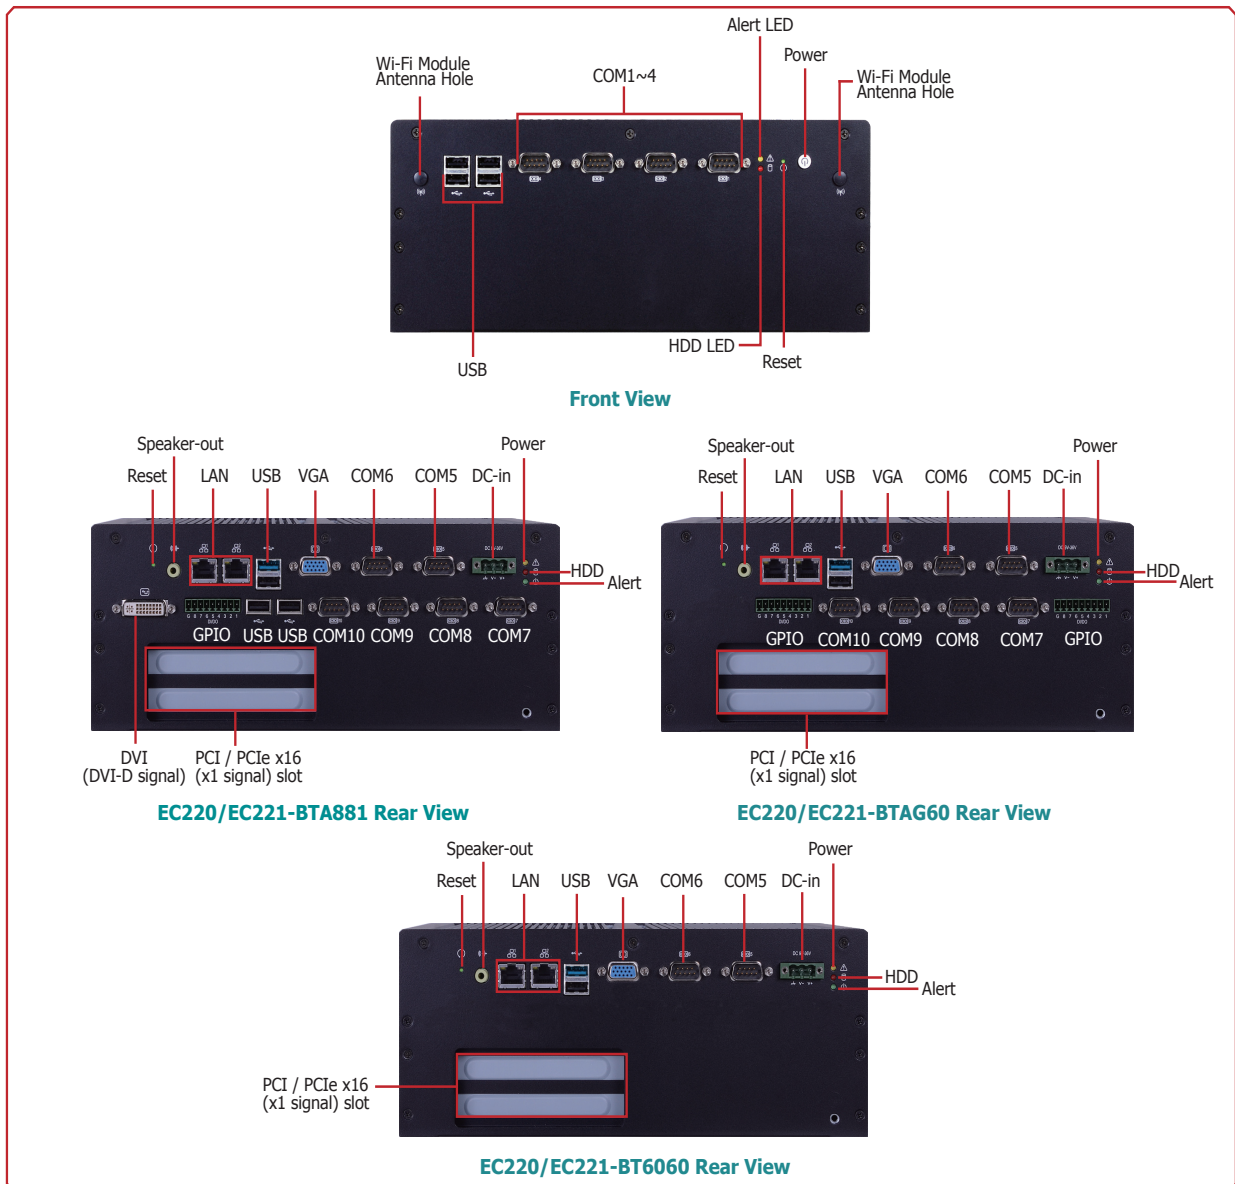 Alert LED
Power
Wi-Fi Module
Antenna Hole
COM1~4
Wi-Fi Module
Antenna Hole
HDD LED
Reset
USB
Front View
Speaker-out
Power
Reset
LAN
USB
VGA
COM6
COM5
DC-in
HDD
Alert
GPIO
USB
USB
COM10
COM9
COM8
COM7
DVI
(DVI-D signal)
PCI / PCIe x16
(x1 signal) slot
EC220/EC221-BTA881 Rear View
Speaker-out
Power
Reset
LAN
USB
VGA
COM6
COM5
DC-in
HDD
Alert
GPIO
COM10
COM9
COM8
COM7
GPIO
PCI / PCIe x16
(x1 signal) slot
EC220/EC221-BTAG60 Rear View
Speaker-out
Power
Reset
LAN
USB
VGA
COM6
COM5
DC-in
HDD
Alert
PCI / PCIe x16
(x1 signal) slot
EC220/EC221-BT6060 Rear View